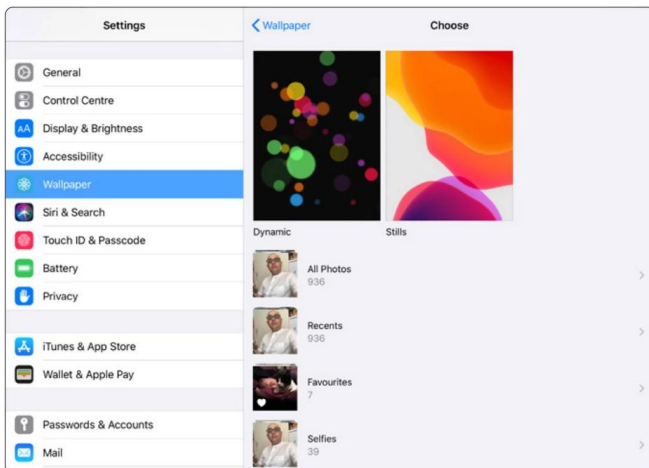 Settings
General
Control Centre
AA Display & Brightness
Accessibility
Wallpaper
Siri & Search
Touch ID & Passcode
Battery
Privacy
iTunes & App Store
Wallet & Apple Pay
Passwords & Accounts
Mail
Wallpaper
Choose
Dynamic
Stills
All Photos
936
Recents
936
Favourites
7
Selfies
39